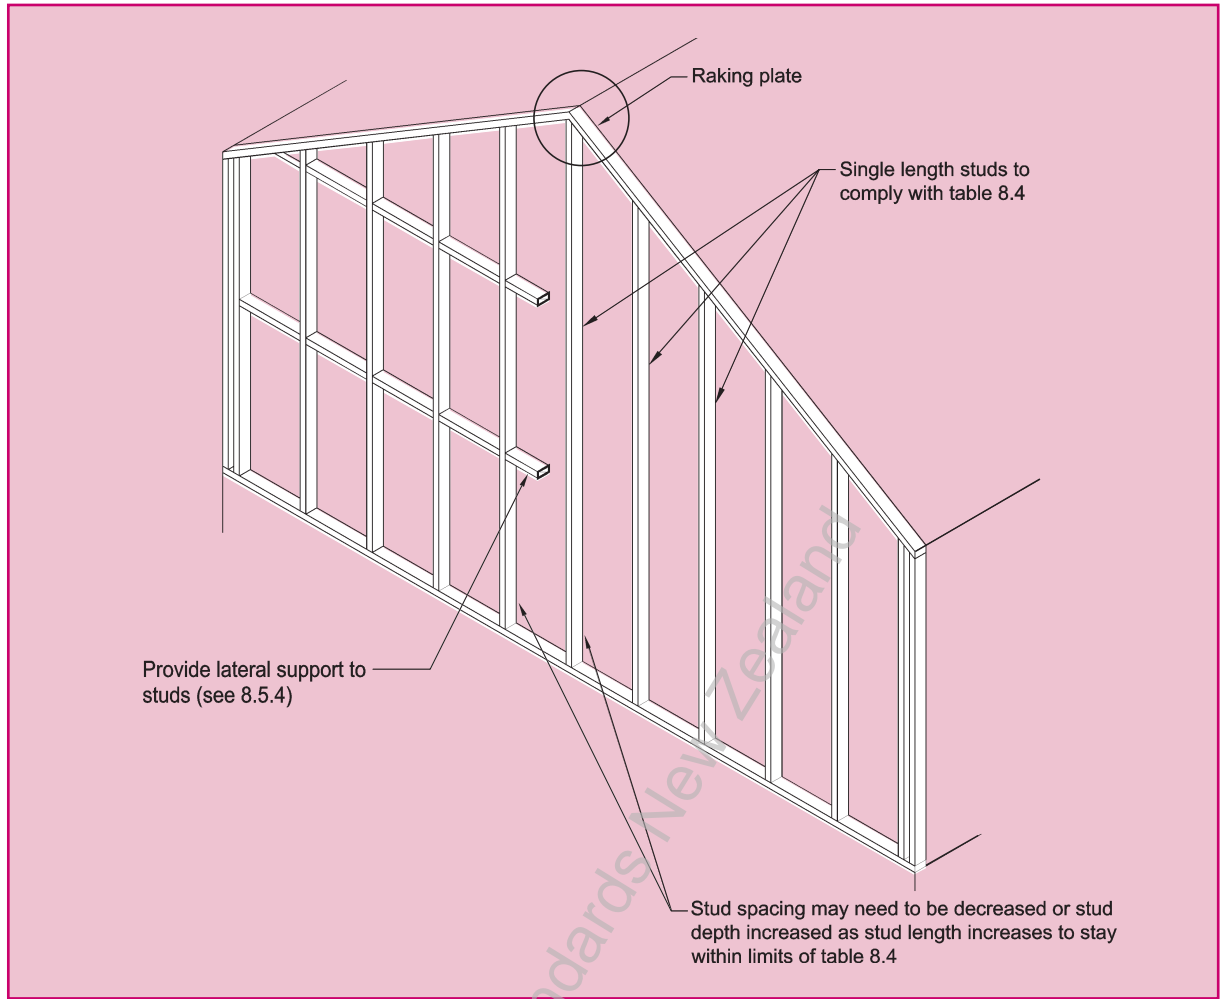 Raking plate
Single length studs to
comply with table 8.4
Provide lateral support to
studs (see 8.5.4)
Stud spacing may need to be decreased or stud
depth increased as stud length increases to stay
within limits of table 8.4
ndards New Zealand